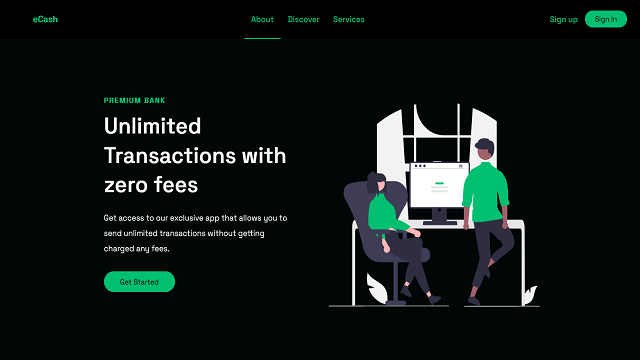 eCash
About Discover Services
Sign up Sign in
PREMIUM BANK
Unlimited
Transactions with
zero fees
Get access to our exclusive app that allows you to
send unlimited transactions without getting
charged any fees.
Get Started